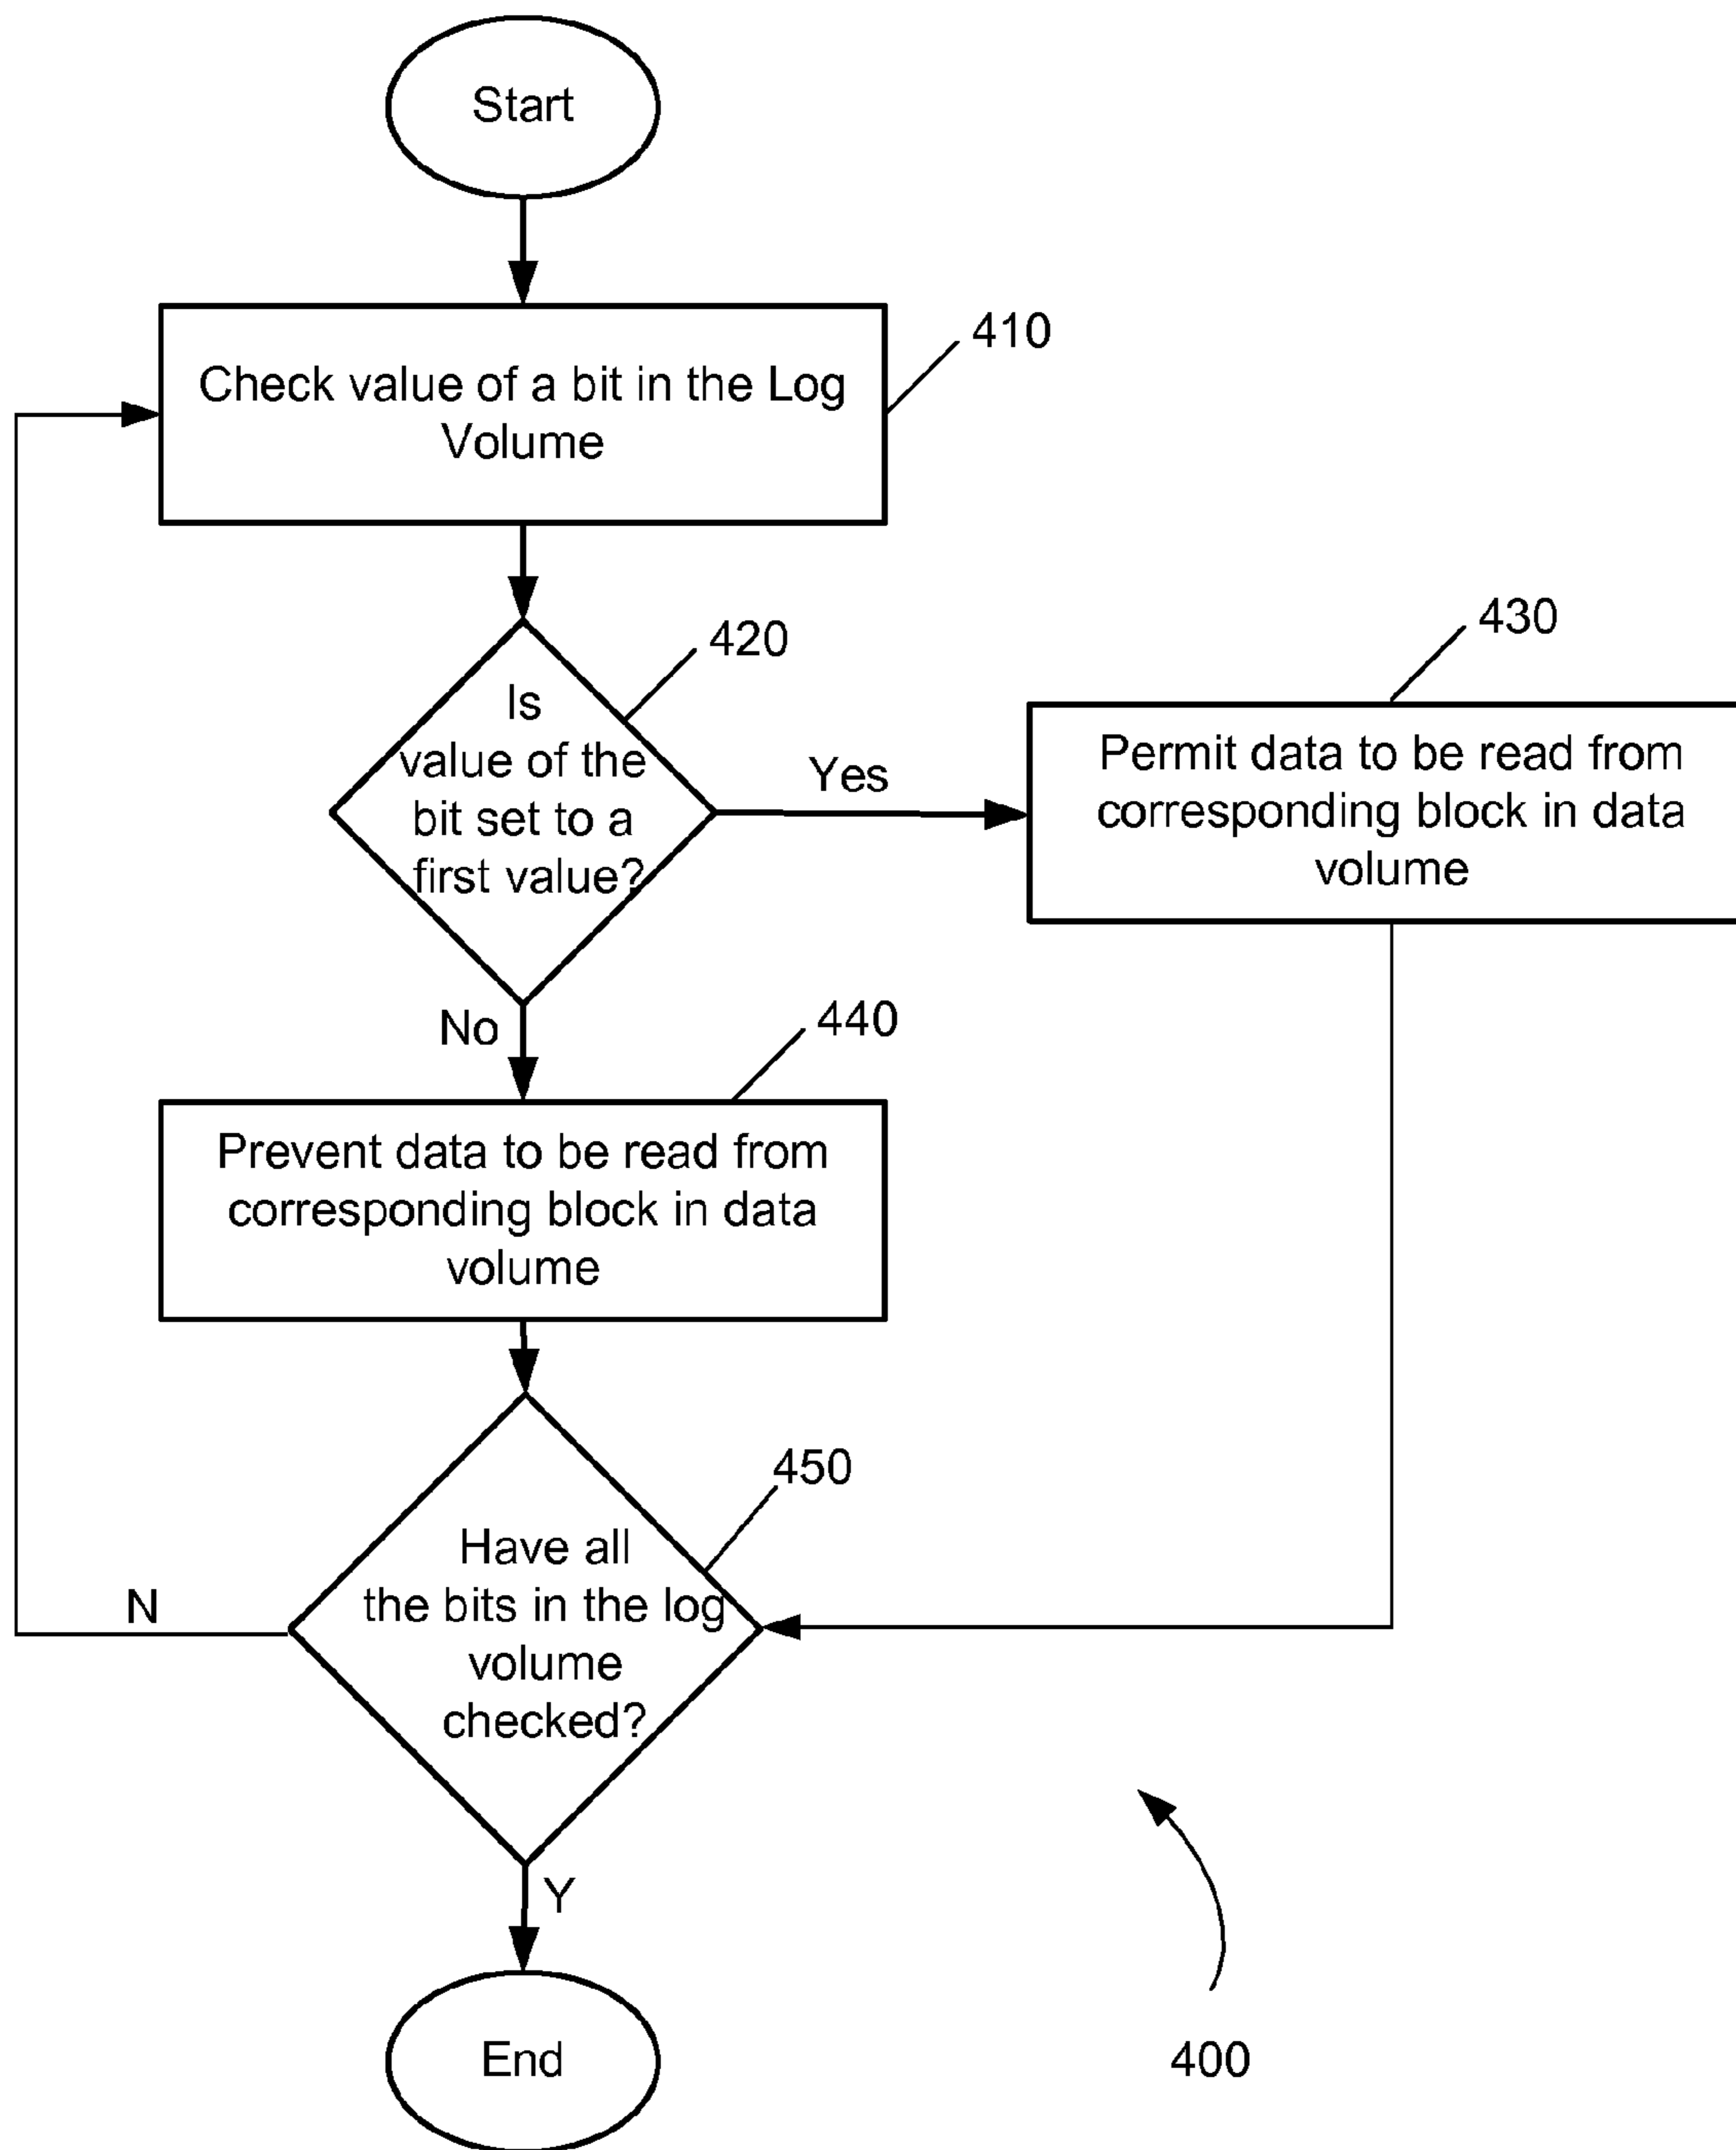 Start
410
Check value of a bit in the Log
Volume
420
430
Is
value of the
bit set to a
first value?
Yes
Permit data to be read from
corresponding block in data
volume
No
440
Prevent data to be read from
corresponding block in data
volume
450
Have all
the bits in the log
volume
checked?
N
Y
End
400